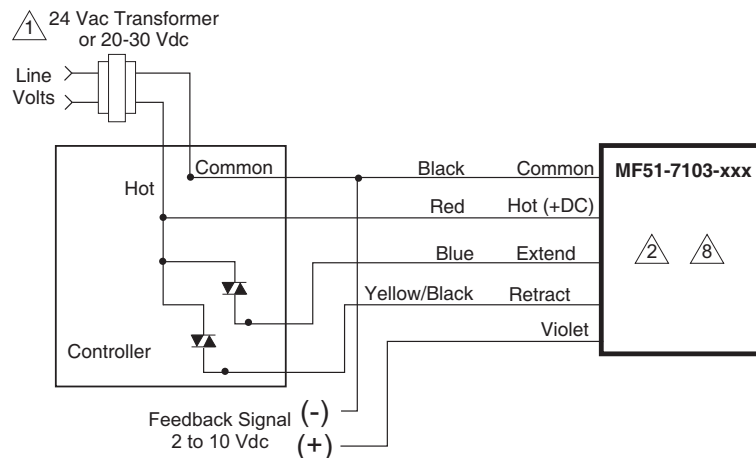 1
24 Vac Transformer
or 20-30 Vdc
Line
Volts
Common
Black
Common
MF51-7103-xxx
Hot
Red
Hot (+DC)
2
8
Blue
Extend
Yellow/Black
Retract
Violet
Controller
Feedback Signal (-)
2 to 10 Vdc (+)